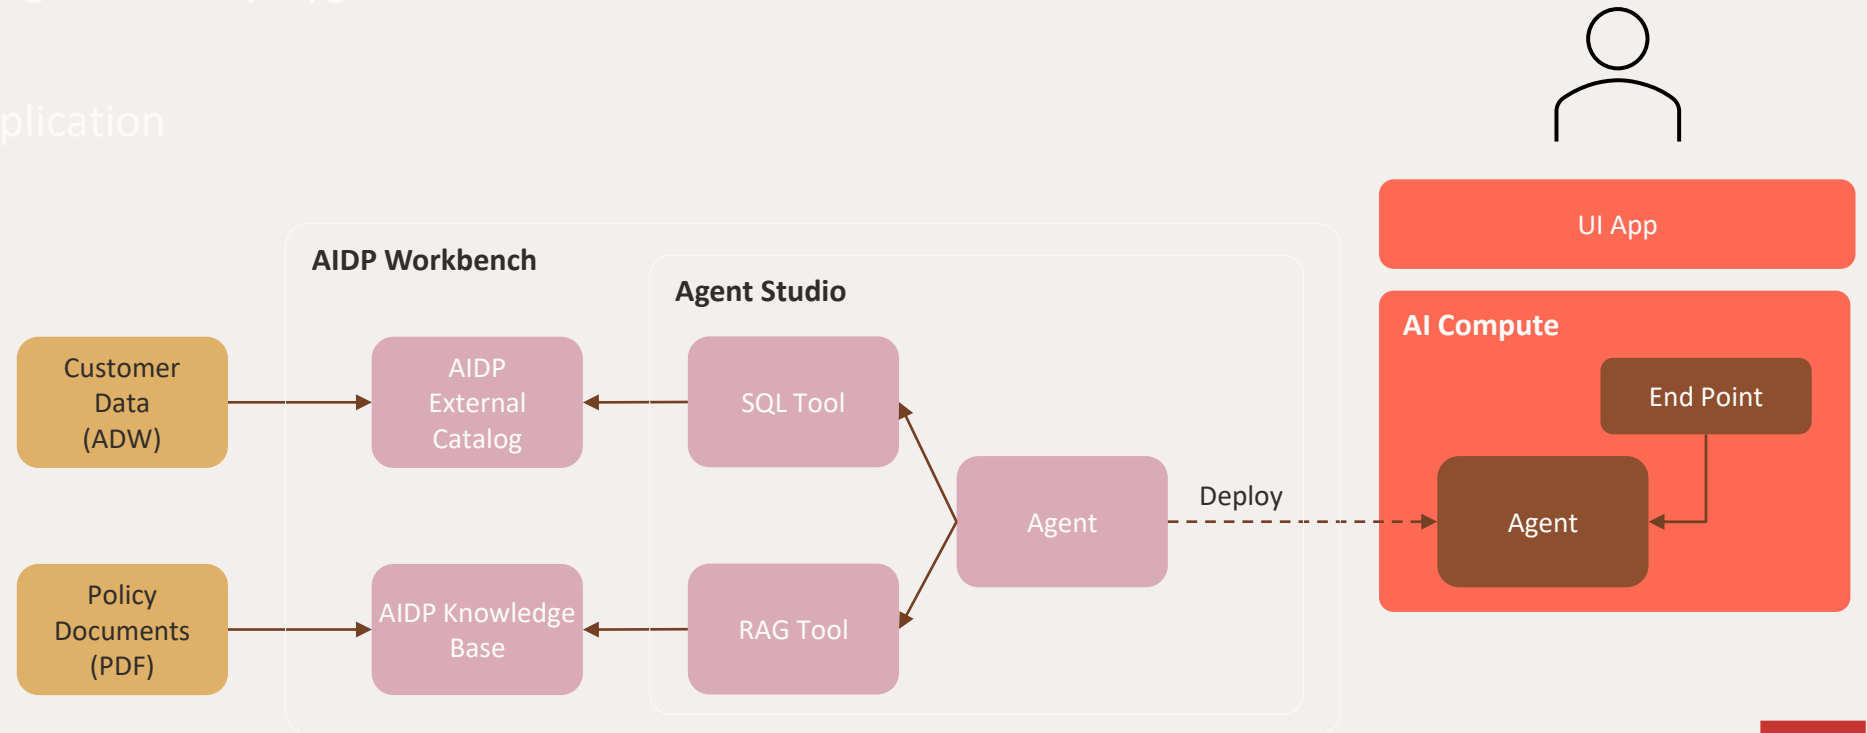 plication
UI App
AIDP Workbench
Agent Studio
AI Compute
Customer
Data
(ADW)
AIDP
External
Catalog
SQL Tool
End Point
Agent
Deploy
Agent
Policy
Documents
(PDF)
AIDP Knowledge
Base
RAG Tool